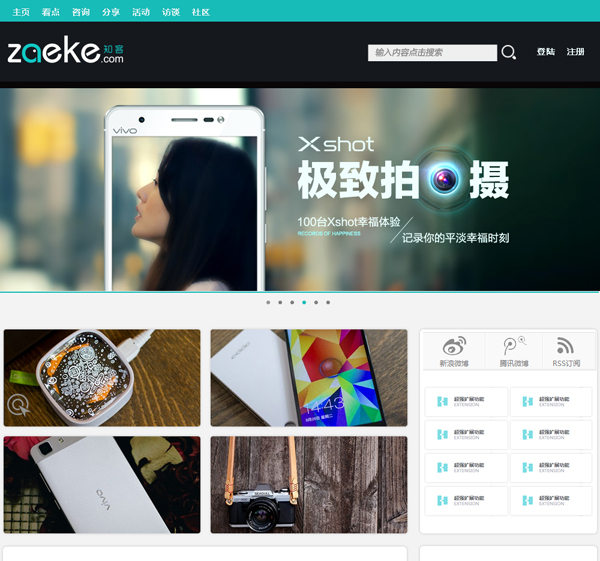 主页 看点 咨询 分享 活动 访谈 社区
zaeke 知客
.com
输入内容点击搜索
登陆 注册
vivo
Xshot
极致拍摄
100台Xshot幸福体验
RECORDS OF HAPPINESS
记录你的平淡幸福时刻
14:43
vivo
SEAGULL
新浪微博 腾讯微博 RSS订阅
超强扩展功能 超强扩展功能
EXTENSION EXTENSION
超强扩展功能 超强扩展功能
EXTENSION EXTENSION
超强扩展功能 超强扩展功能
EXTENSION EXTENSION
超强扩展功能 超强扩展功能
EXTENSION EXTENSION